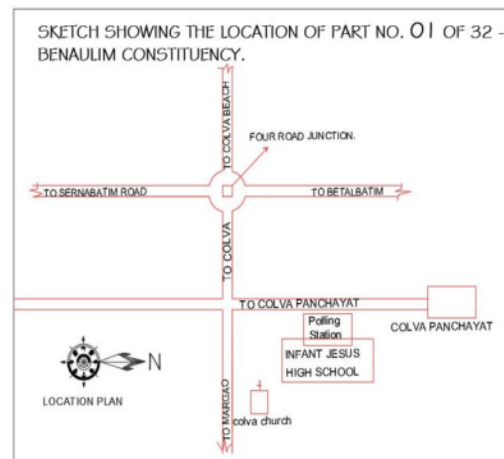 SKETCH SHOWING THE LOCATION OF PART NO. 01 OF 32 -
BENAULIM CONSTITUENCY.
TO COLVA BEACH
FOUR ROAD JUNCTION.
TO SERNABATIM ROAD
TO BETALBATIM
TO COLVA
TO COLVA PANCHAYAT
COLVA PANCHAYAT
Polling
Station
INFANT JESUS
HIGH SCHOOL
N
LOCATION PLAN
TO MARGAO
colva church